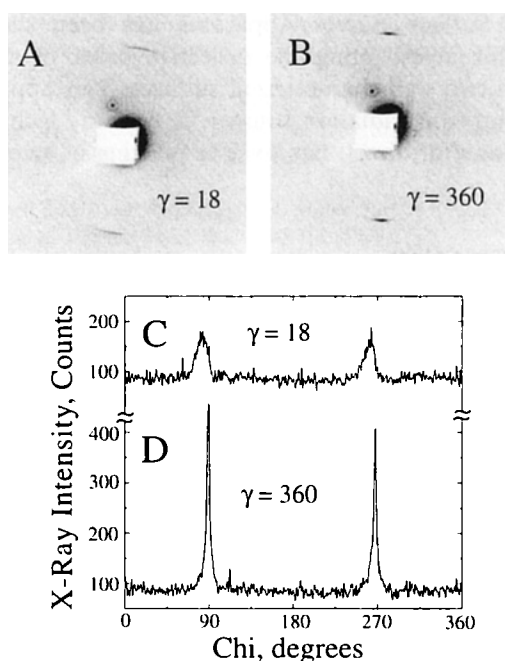 A
B
γ = 18
γ = 360
200
C
γ = 18
100
400
D
300
γ = 360
200
100
0 90 180 270 360
Chi, degrees
X-Ray Intensity, Counts